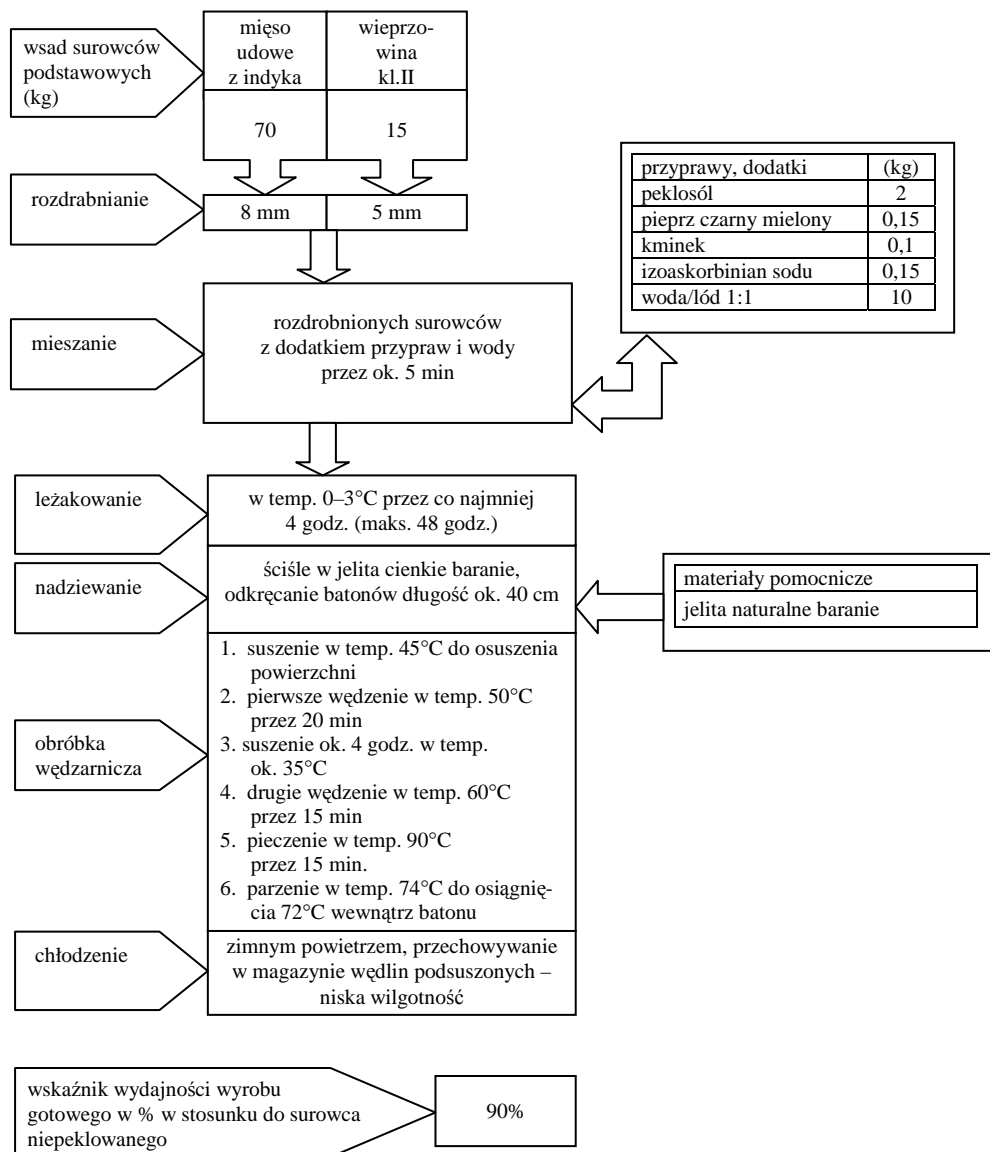 wsad surowców
podstawowych
(kg)
mięso
udowe
z indyka
wieprzo-
wina
kl.II
70
15
rozdrabnianie
8 mm
5 mm
przyprawy, dodatki (kg)
peklosól 2
pieprz czarny mielony 0,15
kminek 0,1
izoaskorbinian sodu 0,15
woda/lód 1:1 10
mieszanie
rozdrobnionych surowców
z dodatkiem przypraw i wody
przez ok. 5 min
leżakowanie
w temp. 0–3°C przez co najmniej
4 godz. (maks. 48 godz.)
nadziewanie
ściśle w jelita cienkie baranie,
odkręcanie batonów długość ok. 40 cm
materiały pomocnicze
jelita naturalne baranie
obróbka
wędzarnicza
1. suszenie w temp. 45°C do osuszenia
powierzchni
2. pierwsze wędzenie w temp. 50°C
przez 20 min
3. suszenie ok. 4 godz. w temp.
ok. 35°C
4. drugie wędzenie w temp. 60°C
przez 15 min
5. pieczenie w temp. 90°C
przez 15 min.
6. parzenie w temp. 74°C do osiągnię-
cia 72°C wewnątrz batonu
chłodzenie
zimnym powietrzem, przechowywanie
w magazynie wędlin podsuszonych –
niska wilgotność
wskaźnik wydajności wyrobu
gotowego w % w stosunku do surowca
niepeklowanego
90%